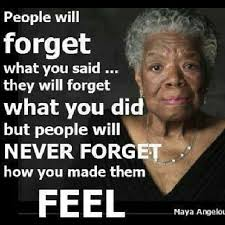 People will
forget
what you said ...
they will forget
what you did
but people will
NEVER FORGET
how you made them
FEEL
Maya Angelou